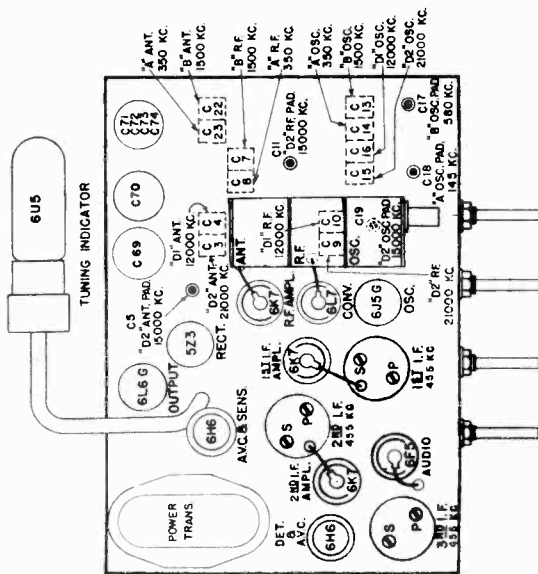 "A" ANT.
350 KC.
"B" ANT.
1500 KC.
"B" R.F.
1500 KC.
"A" R.F.
350 KC.
"A" OSC.
350 KC.
"B" OSC.
1500 KC.
"D1" OSC.
12000 KC.
"D2" OSC.
21000 KC.
6U5
TUNING INDICATOR
C71
C72
C73
C74
C70
C69
C
23
C
22
C
8
C
7
C11
"D2" RF. PAD.
15000 KC.
C
15
C
16
C
14
C
13
C17
"B" OSC. PAD.
580 KC.
C18
"A" OSC. PAD.
145 KC.
"D1" ANT.
12000 KC.
C
3
C
4
"D2" ANT.
21000 KC.
C5
"D2" ANT. PAD.
15000 KC.
ANT.
R.F.
OSC.
"D1" R.F.
12000 KC.
C
9
C
10
C19
"D2" OSC. PAD
15000 KC.
"D2" RF.
21000 KC.
6L6 G
OUTPUT
5Z3
RECT.
6K7
R.F. AMPL.
6L7
CONV.
6J5G
OSC.
6H6
A.V.C. & SENS.
1ST I.F.
AMPL.
6K7
S
P
1ST I.F.
455 KC
POWER
TRANS.
2ND I.F.
455 KC
S
P
2ND I.F.
AMPL.
6K7
6F5
AUDIO
DET.
&
A.V.C.
6H6
S
P
3RD I.F.
455 KC